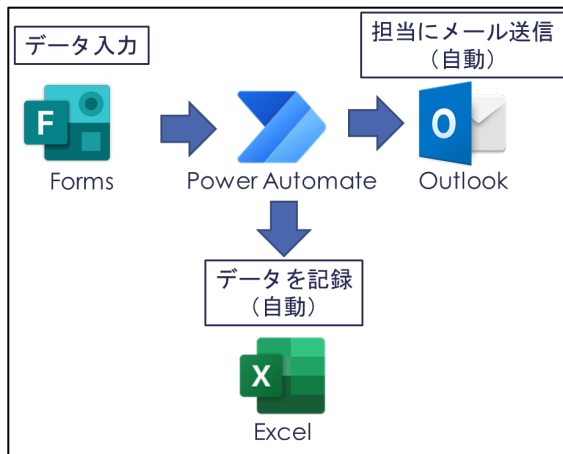 データ入力
担当にメール送信
（自動）
F
O
Forms
Power Automate
Outlook
データを記録
（自動）
X
Excel